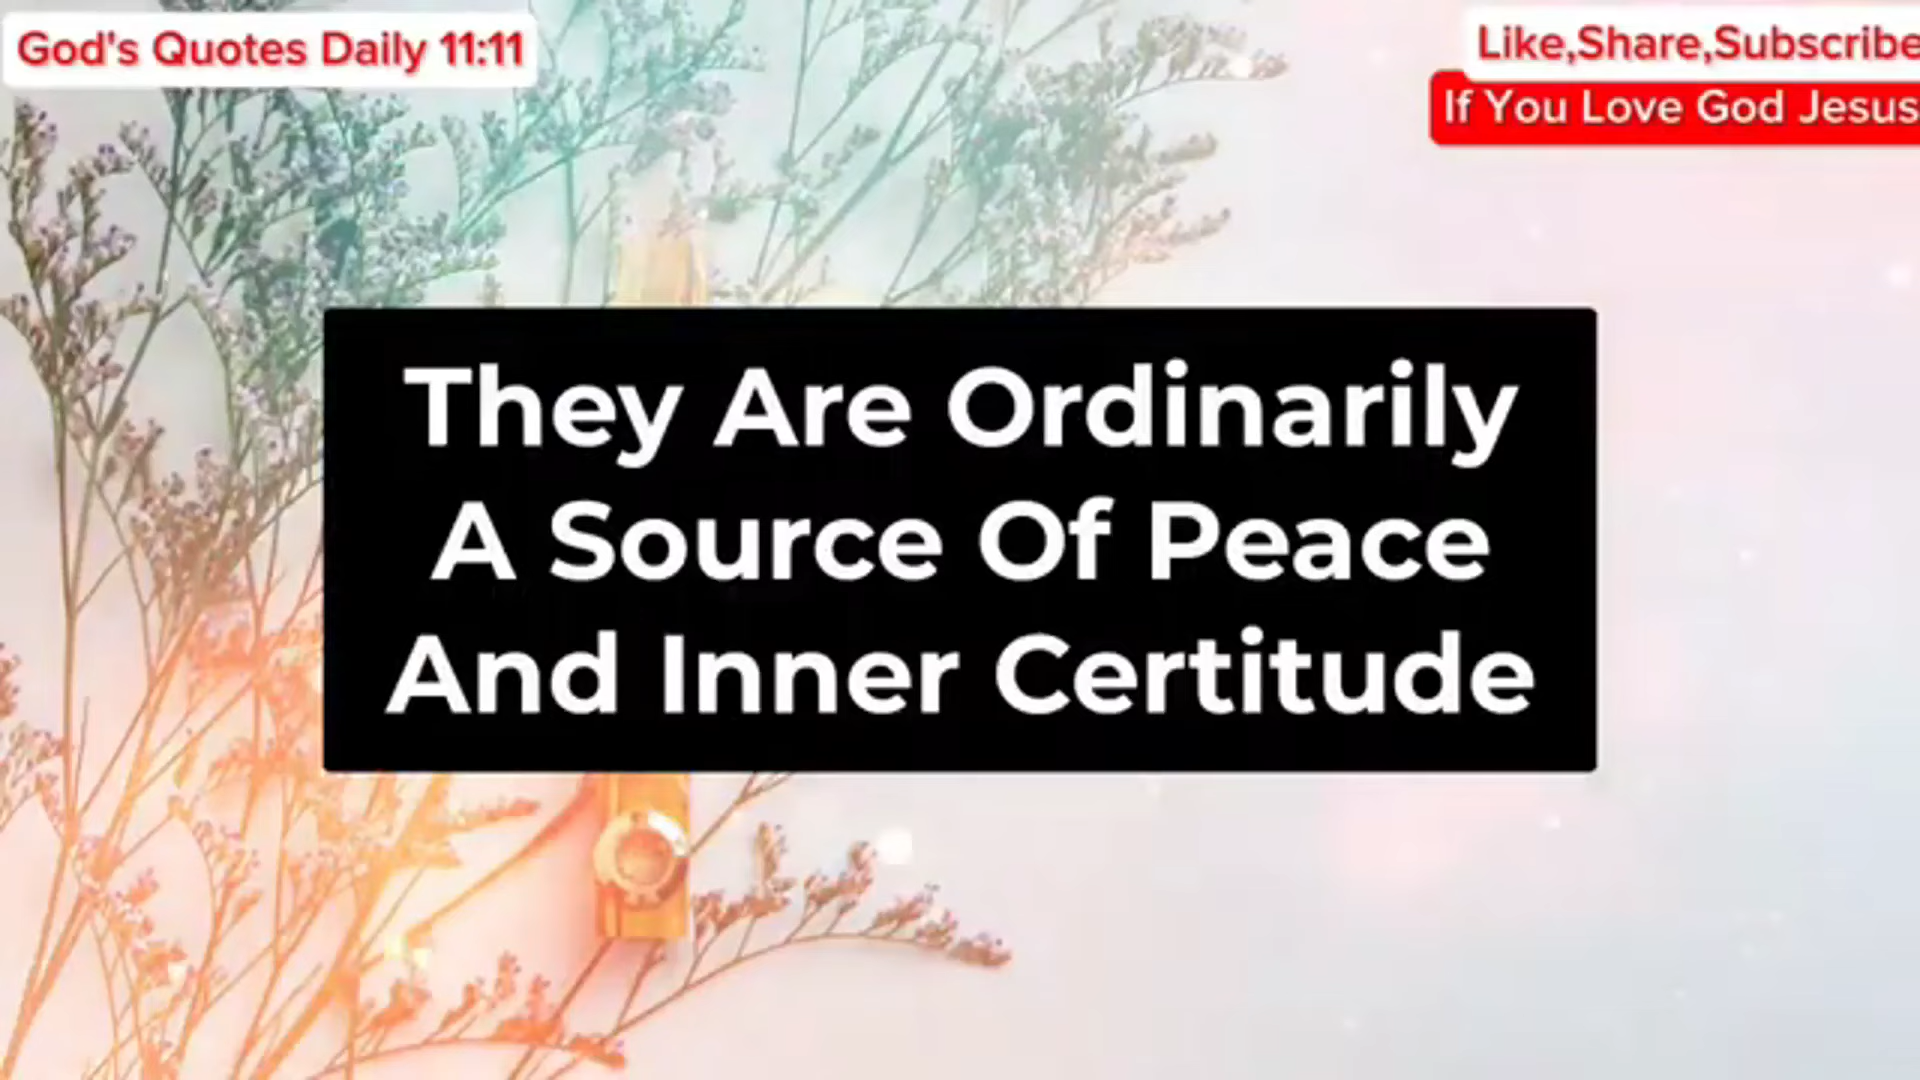 God's Quotes Daily 11:11
Like,Share,Subscribe
If You Love God Jesus
They Are Ordinarily
A Source Of Peace
And Inner Certitude